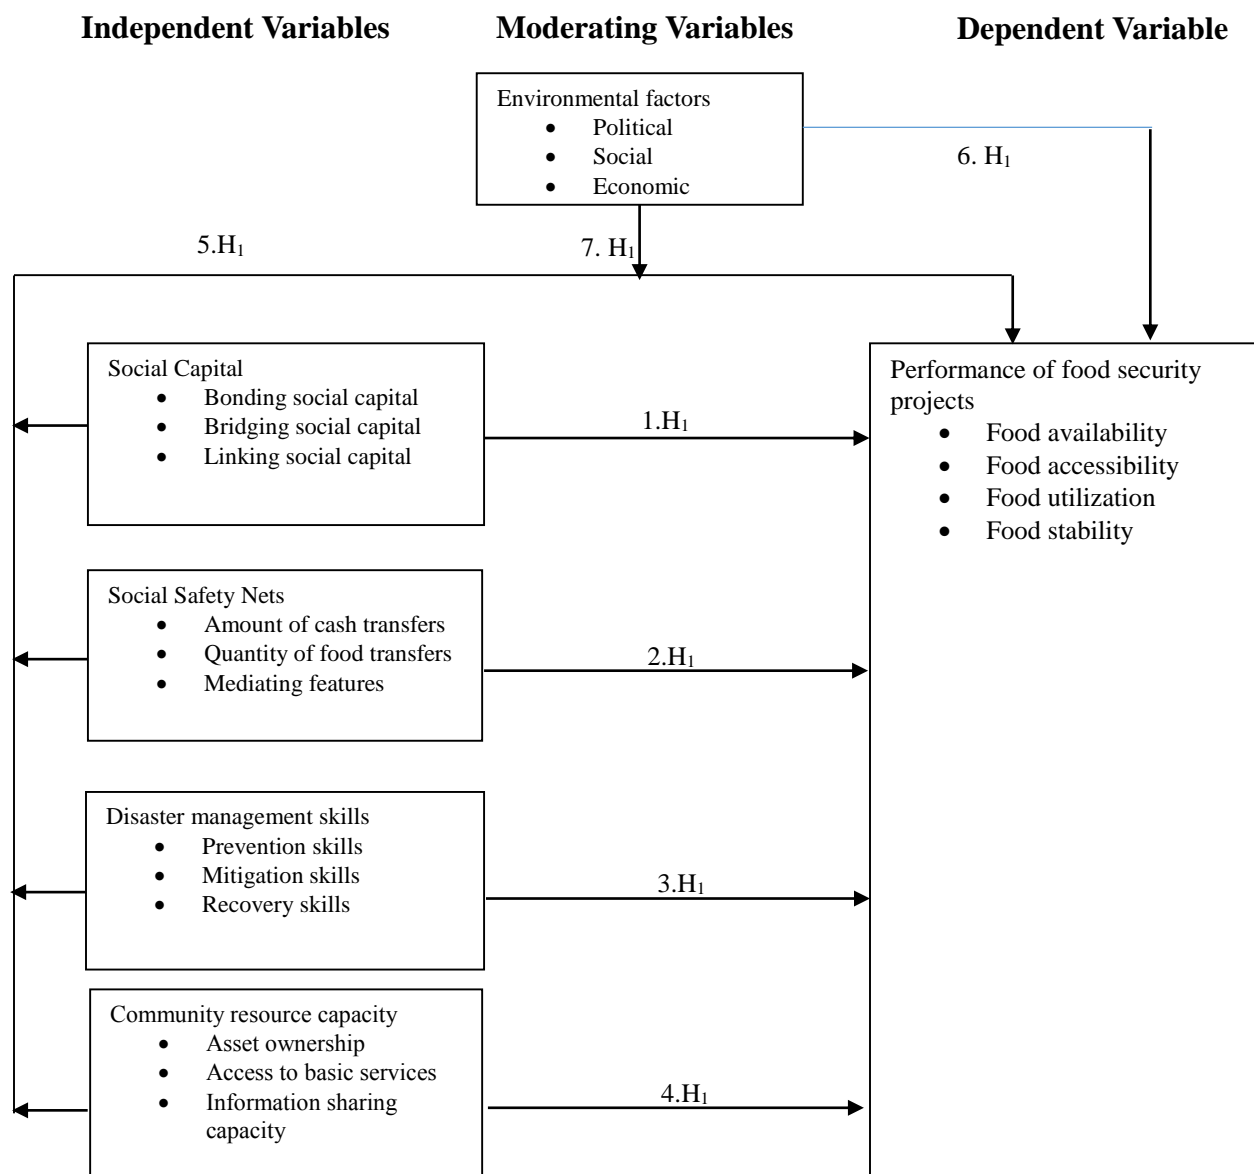 Independent Variables
Moderating Variables
Dependent Variable
Environmental factors
• Political
• Social
• Economic
6. H₁
5.H₁
7. H₁
Social Capital
• Bonding social capital
• Bridging social capital
• Linking social capital
1.H₁
Performance of food security
projects
• Food availability
• Food accessibility
• Food utilization
• Food stability
Social Safety Nets
• Amount of cash transfers
• Quantity of food transfers
• Mediating features
2.H₁
Disaster management skills
• Prevention skills
• Mitigation skills
• Recovery skills
3.H₁
Community resource capacity
• Asset ownership
• Access to basic services
• Information sharing
capacity
4.H₁